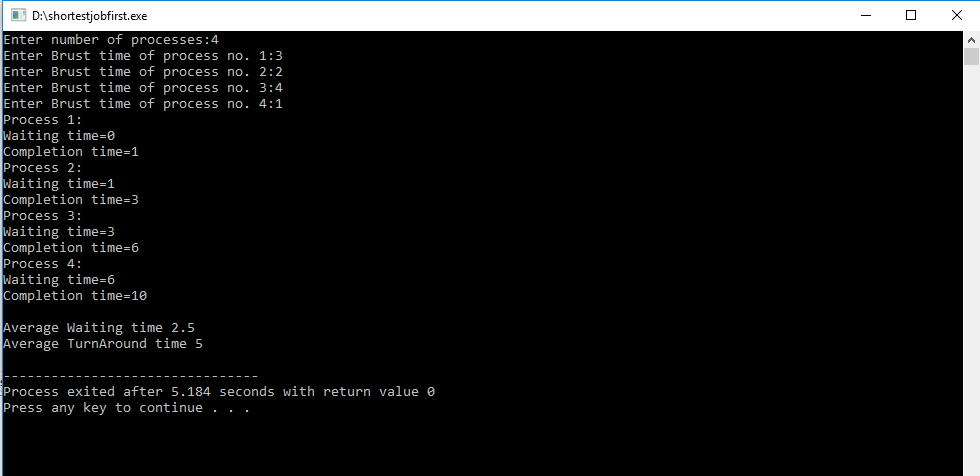 D:\shortestjobfirst.exe
Enter number of processes:4
Enter Brust time of process no. 1:3
Enter Brust time of process no. 2:2
Enter Brust time of process no. 3:4
Enter Brust time of process no. 4:1
Process 1:
Waiting time=0
Completion time=1
Process 2:
Waiting time=1
Completion time=3
Process 3:
Waiting time=3
Completion time=6
Process 4:
Waiting time=6
Completion time=10
Average Waiting time 2.5
Average TurnAround time 5
--------------------------------
Process exited after 5.184 seconds with return value 0
Press any key to continue . . .